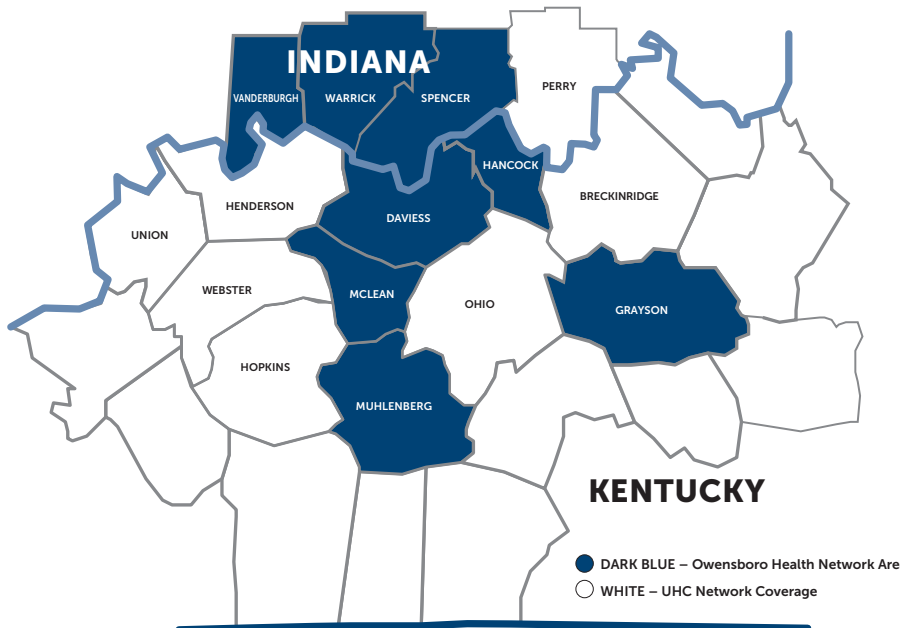 INDIANA
PERRY
VANDERBURGH
WARRICK
SPENCER
HANCOCK
BRECKINRIDGE
HENDERSON
DAVIESS
UNION
WEBSTER
MCLEAN
OHIO
GRAYSON
HOPKINS
MUHLENBERG
KENTUCKY
DARK BLUE – Owensboro Health Network Are
WHITE – UHC Network Coverage